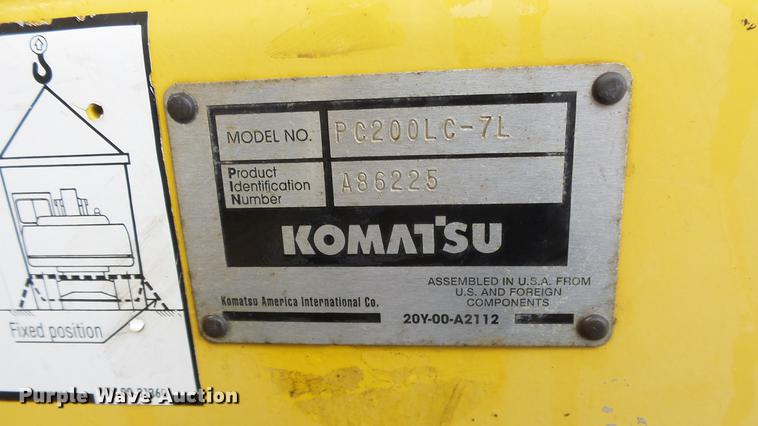 MODEL NO. PC200LC-7L
Product
Identification
Number
A86225
KOMATSU
ASSEMBLED IN U.S.A. FROM
U.S. AND FOREIGN
COMPONENTS
Komatsu America International Co.
20Y-00-A2112
Fixed position
Purple Wave Auction